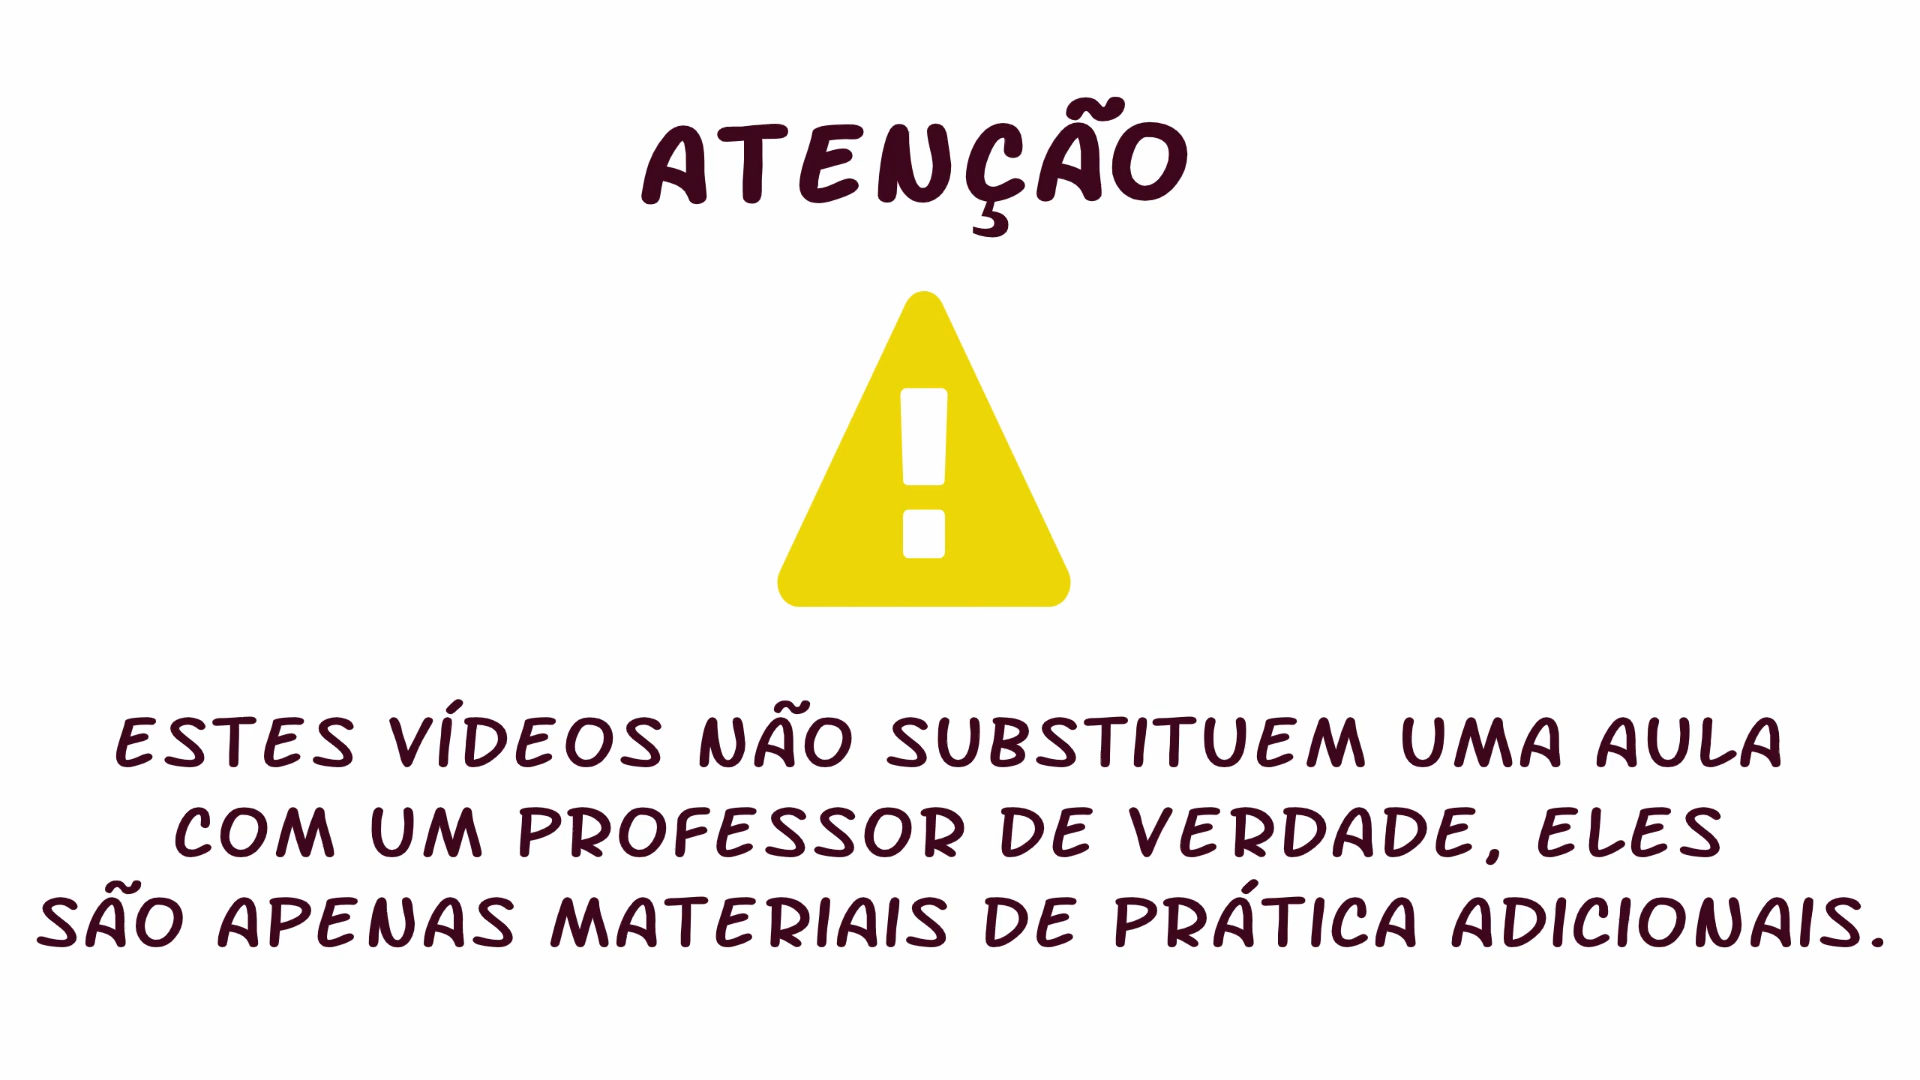 ATENÇÃO
ESTES VÍDEOS NÃO SUBSTITUEM UMA AULA
COM UM PROFESSOR DE VERDADE, ELES
SÃO APENAS MATERIAIS DE PRÁTICA ADICIONAIS.